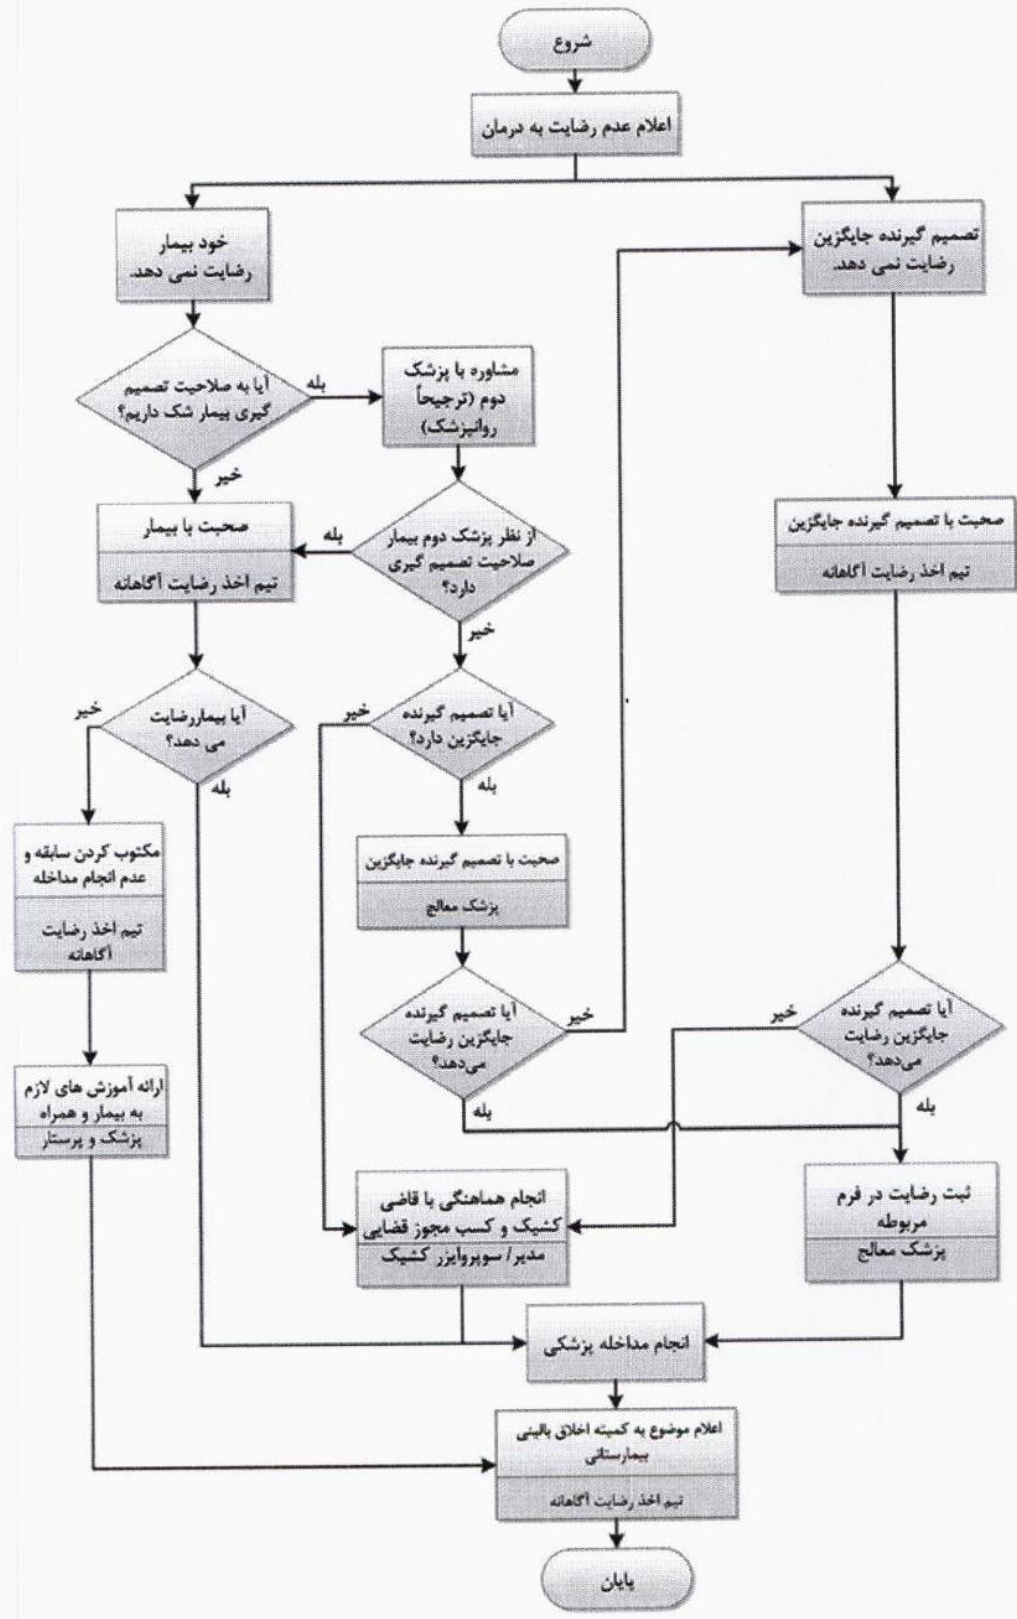 شروع
اعلام عدم رضایت به درمان
خود بیمار
رضایت نمی دهد.
تصمیم گیرنده جایگزین
رضایت نمی دهد.
آیا به صلاحیت تصمیم
گیری بیمار شک داریم؟
بله
خیر
مشاوره با پزشک
دوم (ترجیحاً
روانپزشک)
صحبت با بیمار
تیم اخذ رضایت آگاهانه
بله
از نظر پزشک دوم بیمار
صلاحیت تصمیم گیری
دارد؟
خیر
صحبت با تصمیم گیرنده جایگزین
تیم اخذ رضایت آگاهانه
آیا بیماررضایت
می دهد؟
خیر
بله
آیا تصمیم گیرنده
جایگزین دارد؟
خیر
بله
مکتوب کردن سابقه و
عدم انجام مداخله
تیم اخذ رضایت
آگاهانه
صحبت با تصمیم گیرنده جایگزین
پزشک معالج
آیا تصمیم گیرنده
جایگزین رضایت
می‌دهد؟
خیر
بله
آیا تصمیم گیرنده
جایگزین رضایت
می‌دهد؟
خیر
بله
ارائه آموزش های لازم
به بیمار و همراه
پزشک و پرستار
انجام هماهنگی با قاضی
کشیک و کسب مجوز قضایی
مدیر/ سوپروایزر کشیک
ثبت رضایت در فرم
مربوطه
پزشک معالج
انجام مداخله پزشکی
اعلام موضوع به کمیته اخلاق بالینی
بیمارستانی
تیم اخذ رضایت آگاهانه
پایان